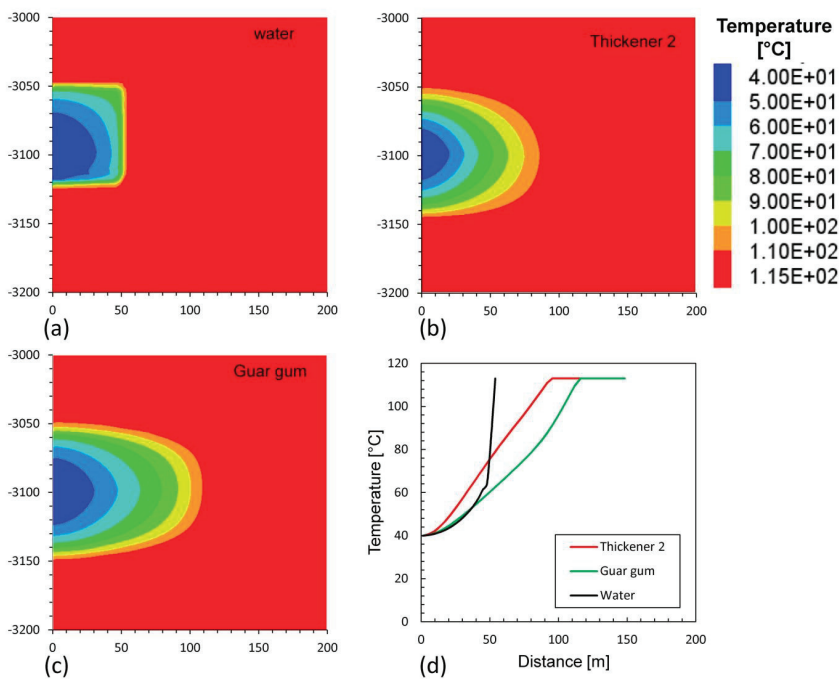 -3000
-3050
-3100
-3150
-3200
0
50
100
150
200
water
(a)
-3000
-3050
-3100
-3150
-3200
0
50
100
150
200
Thickener 2
(b)
Temperature
[°C]
4.00E+01
5.00E+01
6.00E+01
7.00E+01
8.00E+01
9.00E+01
1.00E+02
1.10E+02
1.15E+02
-3000
-3050
-3100
-3150
-3200
0
50
100
150
200
Guar gum
(c)
120
100
80
60
40
20
0
Temperature [°C]
Thickener 2
Guar gum
Water
0
50
100
150
200
(d)
Distance [m]